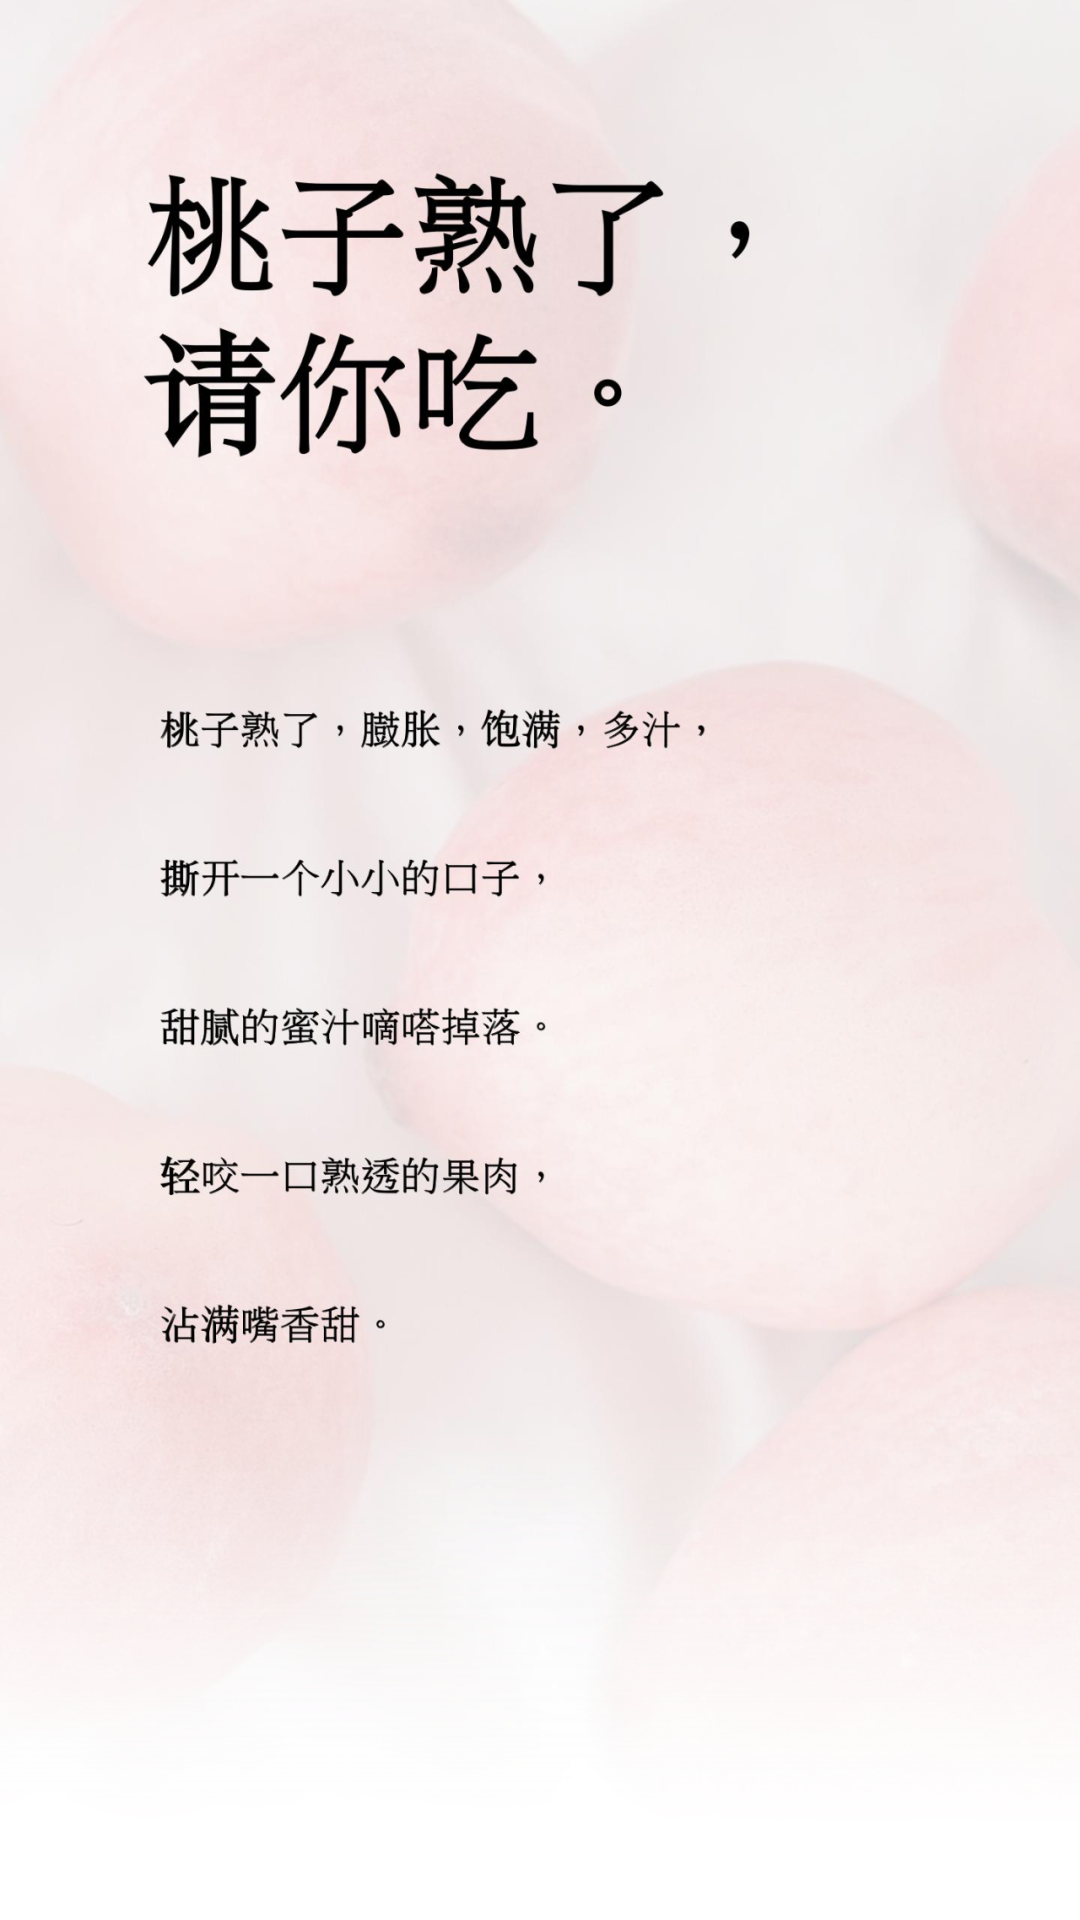 桃子熟了，
请你吃。
桃子熟了，臌胀，饱满，多汁，
撕开一个小小的口子，
甜腻的蜜汁嘀嗒掉落。
轻咬一口熟透的果肉，
沾满嘴香甜。